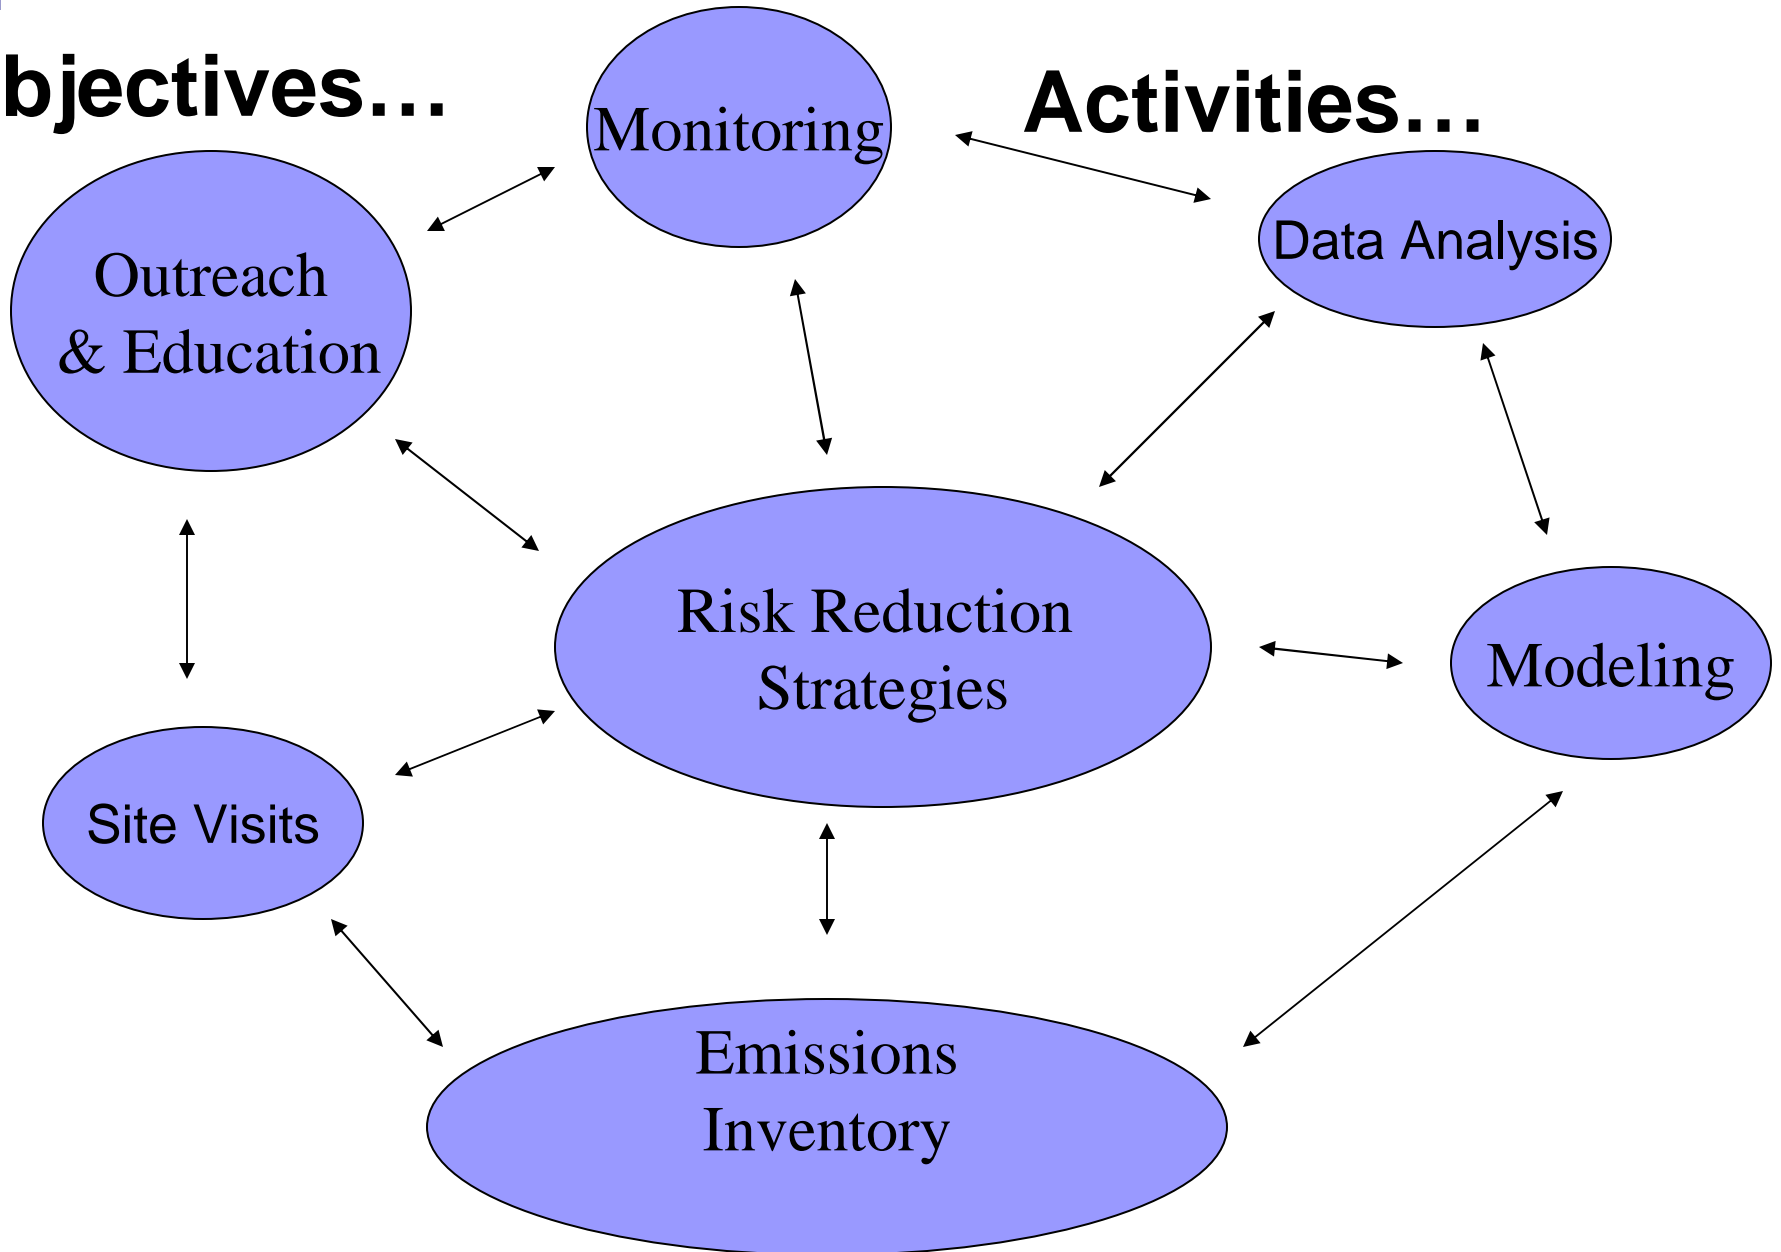 bjectives…
Activities…
Monitoring
Data Analysis
Outreach
& Education
Risk Reduction
Strategies
Modeling
Site Visits
Emissions
Inventory